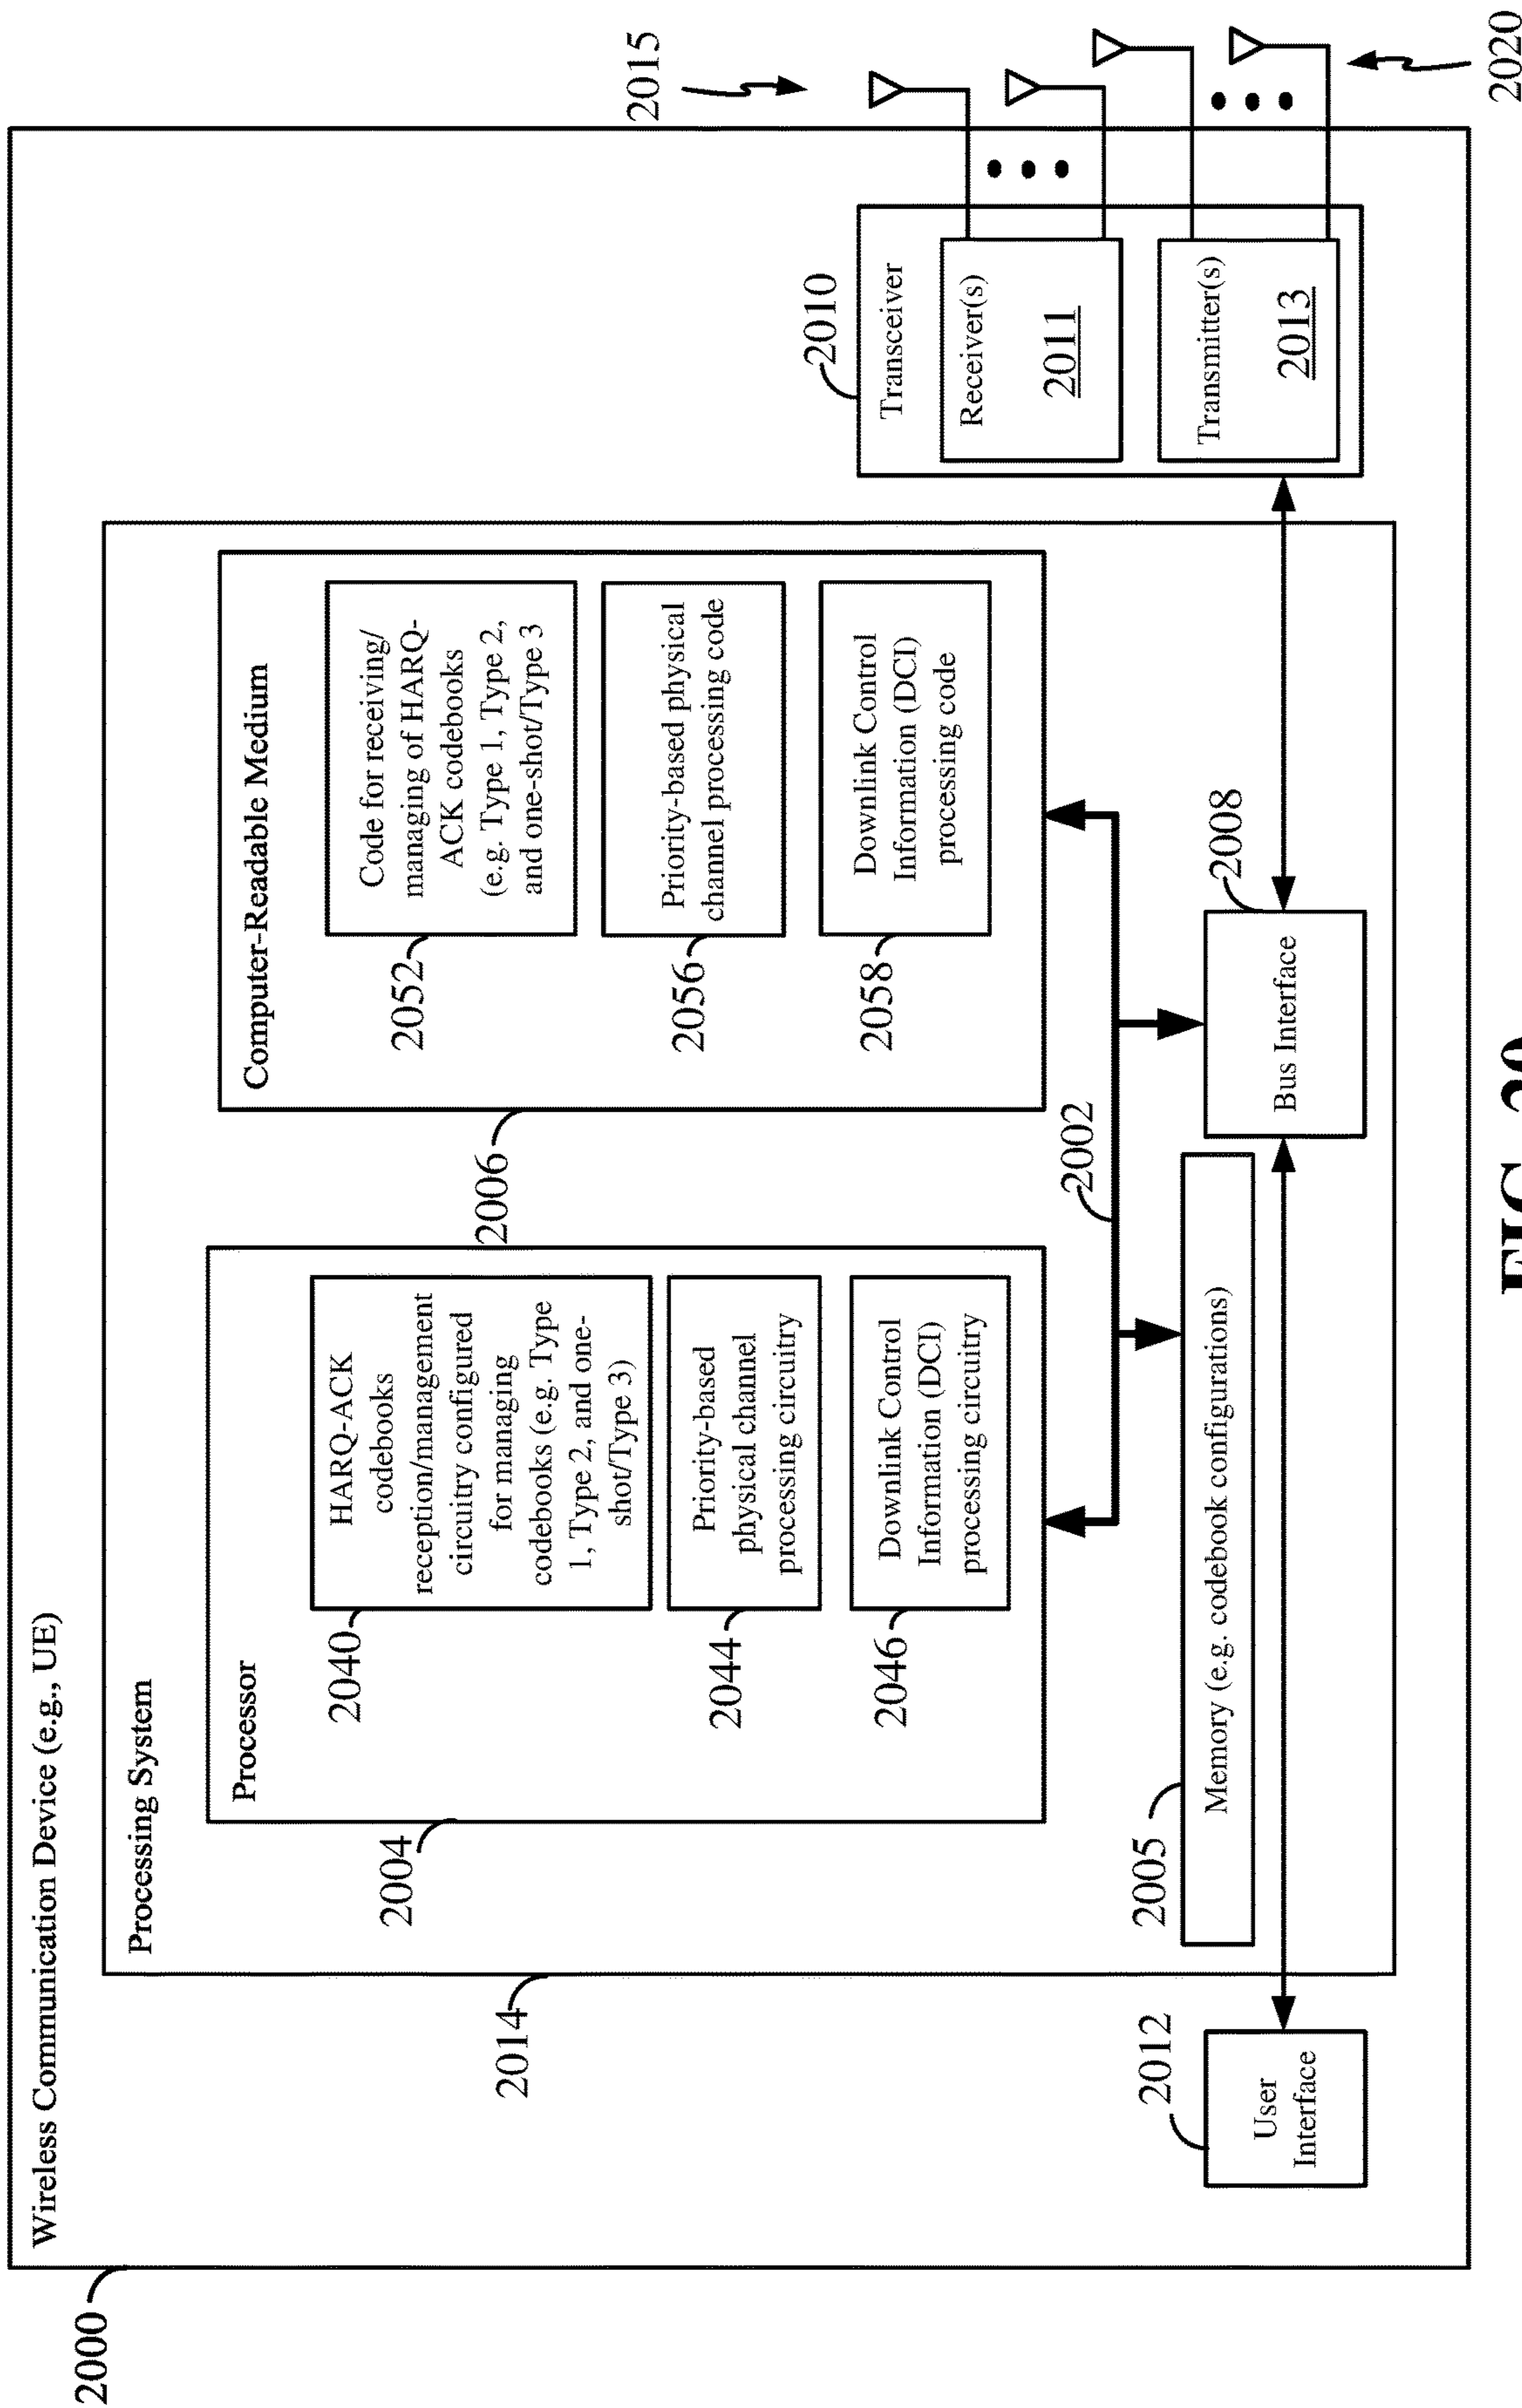 Wireless Communication Device (e.g., UE)
2000
Processing System
2014
Processor
2004
HARQ-ACK
codebooks
reception/management
circuitry configured
for managing
codebooks (e.g. Type
1, Type 2, and one-
shot/Type 3)
2040
Priority-based
physical channel
processing circuitry
2044
Downlink Control
Information (DCI)
processing circuitry
2046
Computer-Readable Medium
2006
Code for receiving/
managing of HARQ-
ACK codebooks
(e.g. Type 1, Type 2,
and one-shot/Type 3
2052
Priority-based physical
channel processing code
2056
Downlink Control
Information (DCI)
processing code
2058
2002
2005
Memory (e.g. codebook configurations)
2008
Bus Interface
2012
User
Interface
2010
Transceiver
Receiver(s)
2011
Transmitter(s)
2013
2015
2020